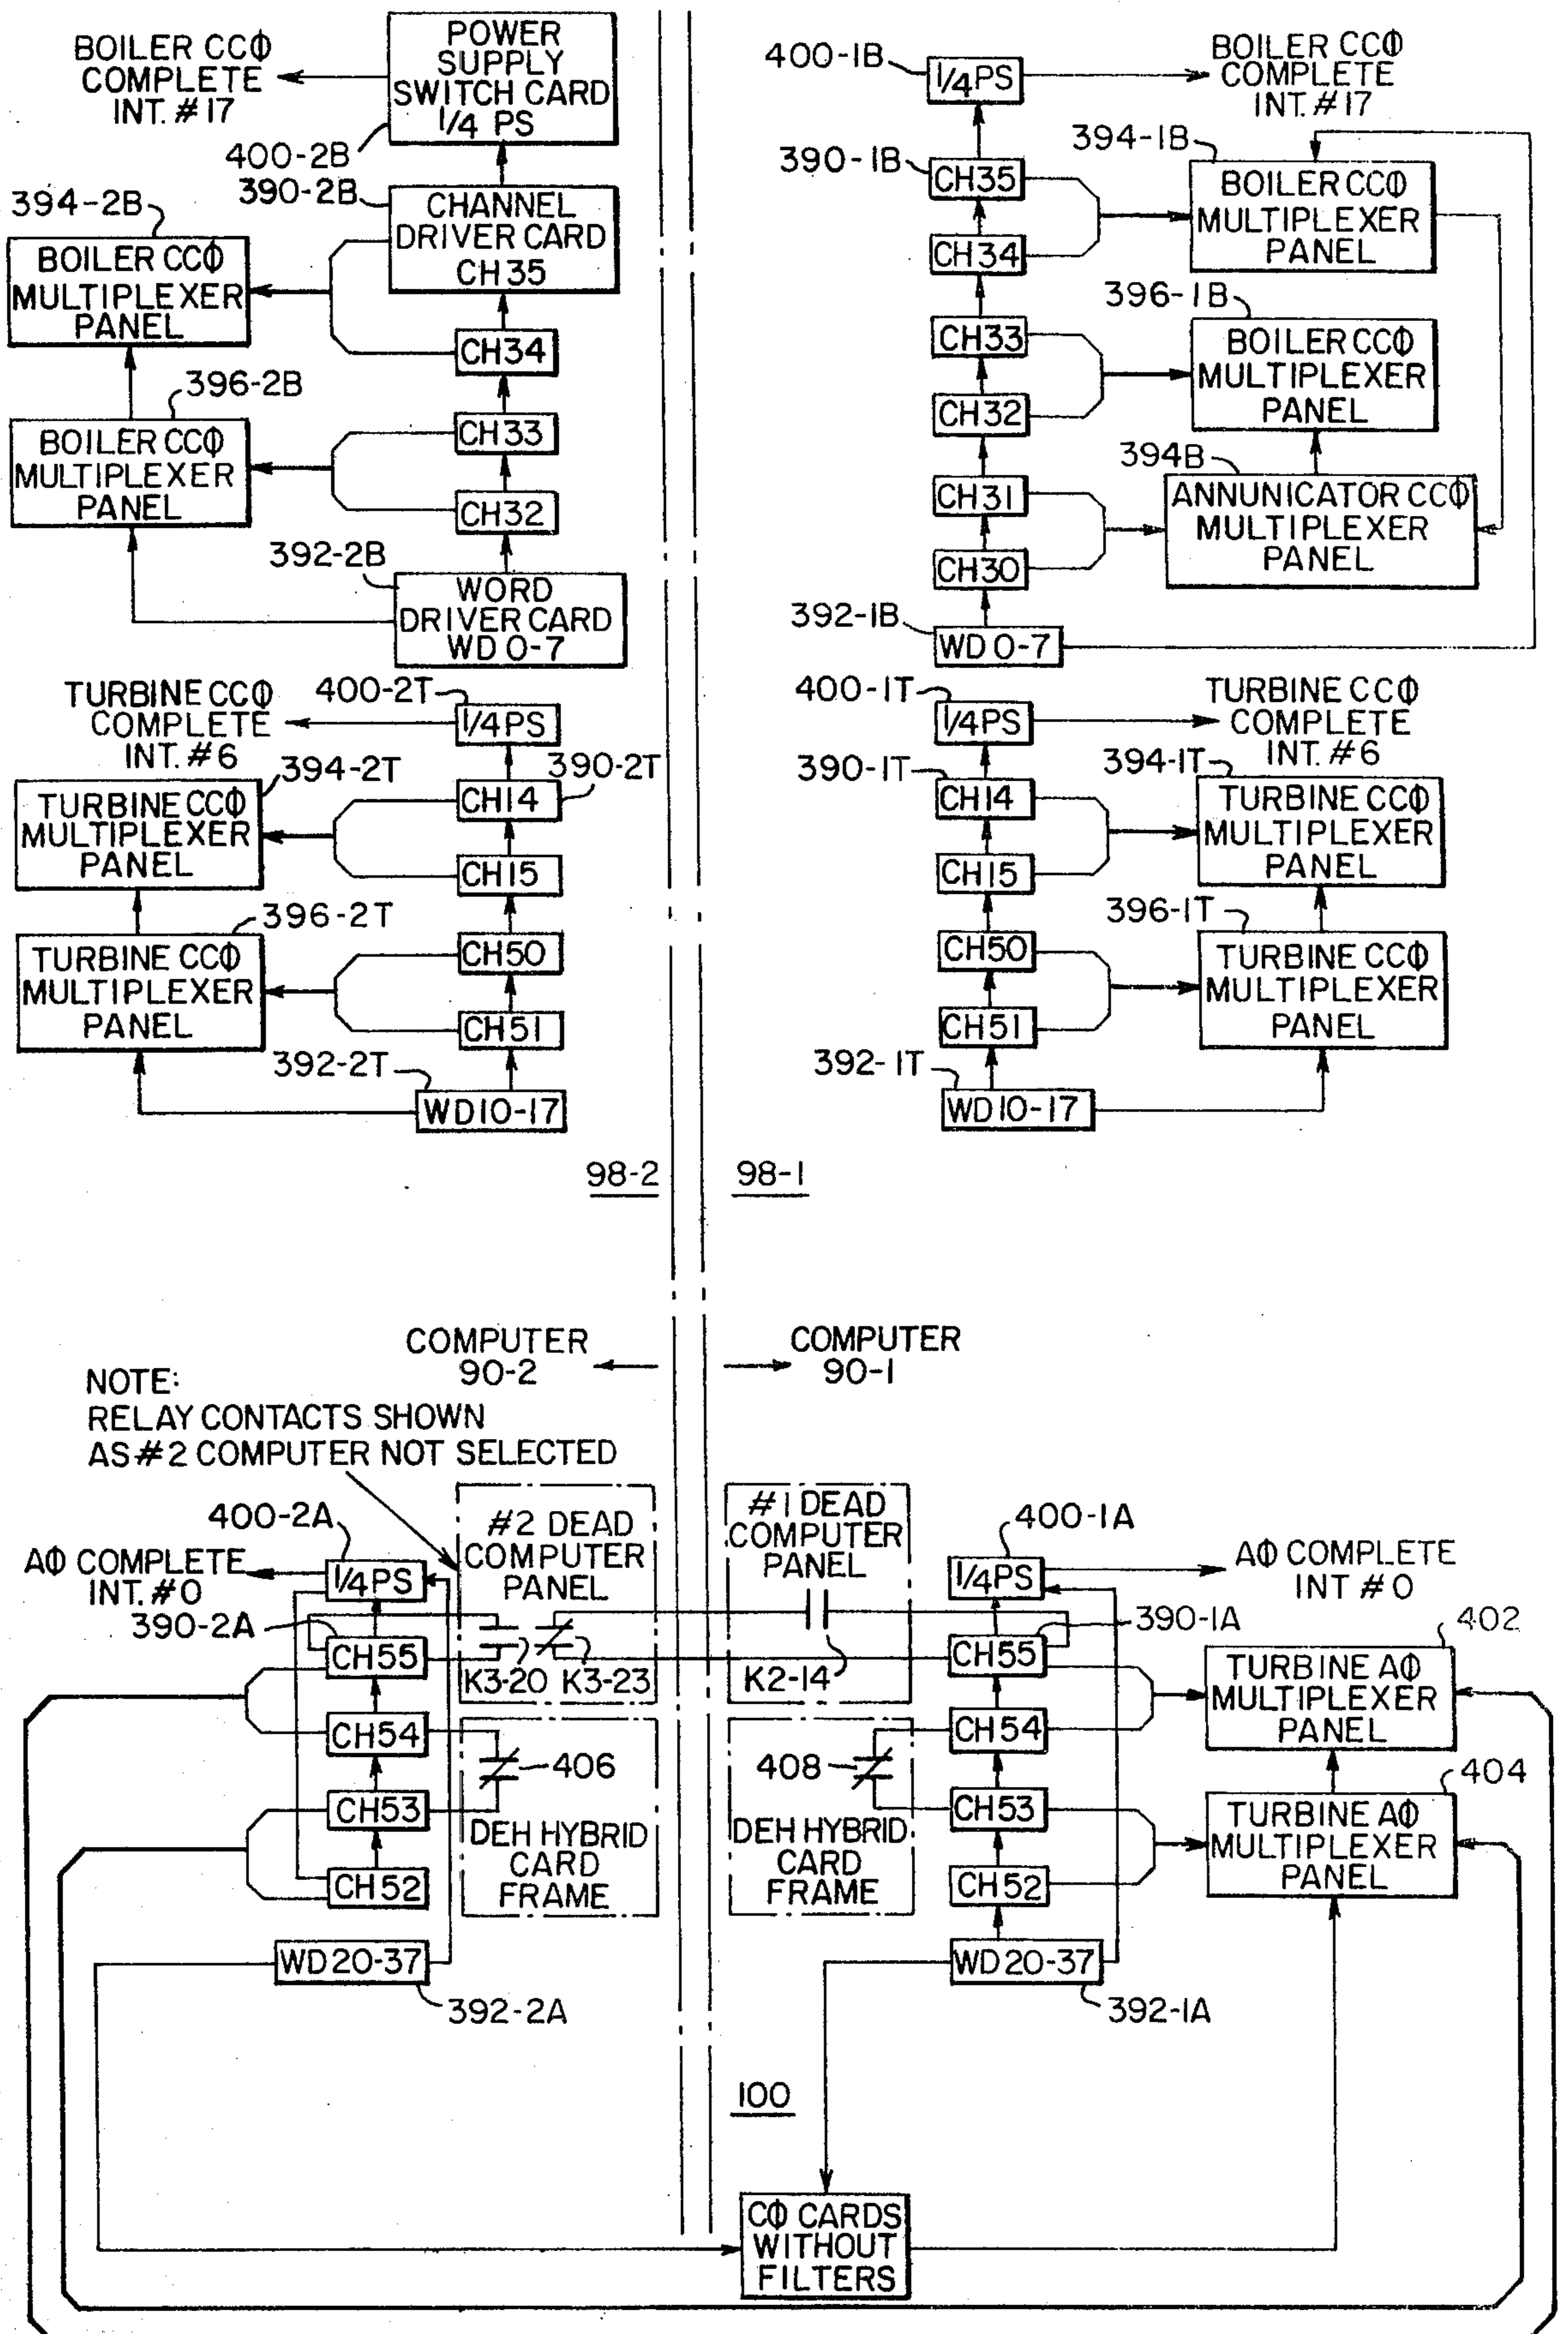 BOILER CCΦ
COMPLETE
INT. #17
POWER
SUPPLY
SWITCH CARD
1/4 PS
400-2B
390-2B
394-2B
BOILER CCΦ
MULTIPLEXER
PANEL
CHANNEL
DRIVER CARD
CH35
CH34
396-2B
BOILER CCΦ
MULTIPLEXER
PANEL
CH33
CH32
392-2B
WORD
DRIVER CARD
WD 0-7
400-1B
1/4 PS
BOILER CCΦ
COMPLETE
INT. #17
390-1B
CH35
CH34
394-1B
BOILER CCΦ
MULTIPLEXER
PANEL
396-1B
CH33
CH32
BOILER CCΦ
MULTIPLEXER
PANEL
394B
CH31
CH30
ANNUNICATOR CCΦ
MULTIPLEXER
PANEL
392-1B
WD 0-7
TURBINE CCΦ
COMPLETE
INT. #6
400-2T
1/4 PS
394-2T
390-2T
TURBINE CCΦ
MULTIPLEXER
PANEL
CH14
CH15
396-2T
TURBINE CCΦ
MULTIPLEXER
PANEL
CH50
CH51
392-2T
WD10-17
400-1T
1/4 PS
TURBINE CCΦ
COMPLETE
INT. #6
390-1T
394-1T
CH14
CH15
TURBINE CCΦ
MULTIPLEXER
PANEL
396-1T
CH50
CH51
TURBINE CCΦ
MULTIPLEXER
PANEL
392-1T
WD10-17
98-2
98-1
COMPUTER
90-2
COMPUTER
90-1
NOTE:
RELAY CONTACTS SHOWN
AS #2 COMPUTER NOT SELECTED
400-2A
AΦ COMPLETE
INT. #0
1/4 PS
390-2A
CH55
CH54
CH53
CH52
WD20-37
392-2A
#2 DEAD
COMPUTER
PANEL
K3-20
K3-23
406
DEH HYBRID
CARD
FRAME
#1 DEAD
COMPUTER
PANEL
K2-14
408
DEH HYBRID
CARD
FRAME
400-1A
1/4 PS
AΦ COMPLETE
INT #0
390-1A
402
CH55
CH54
TURBINE AΦ
MULTIPLEXER
PANEL
404
CH53
CH52
TURBINE AΦ
MULTIPLEXER
PANEL
WD20-37
392-1A
100
CΦ CARDS
WITHOUT
FILTERS